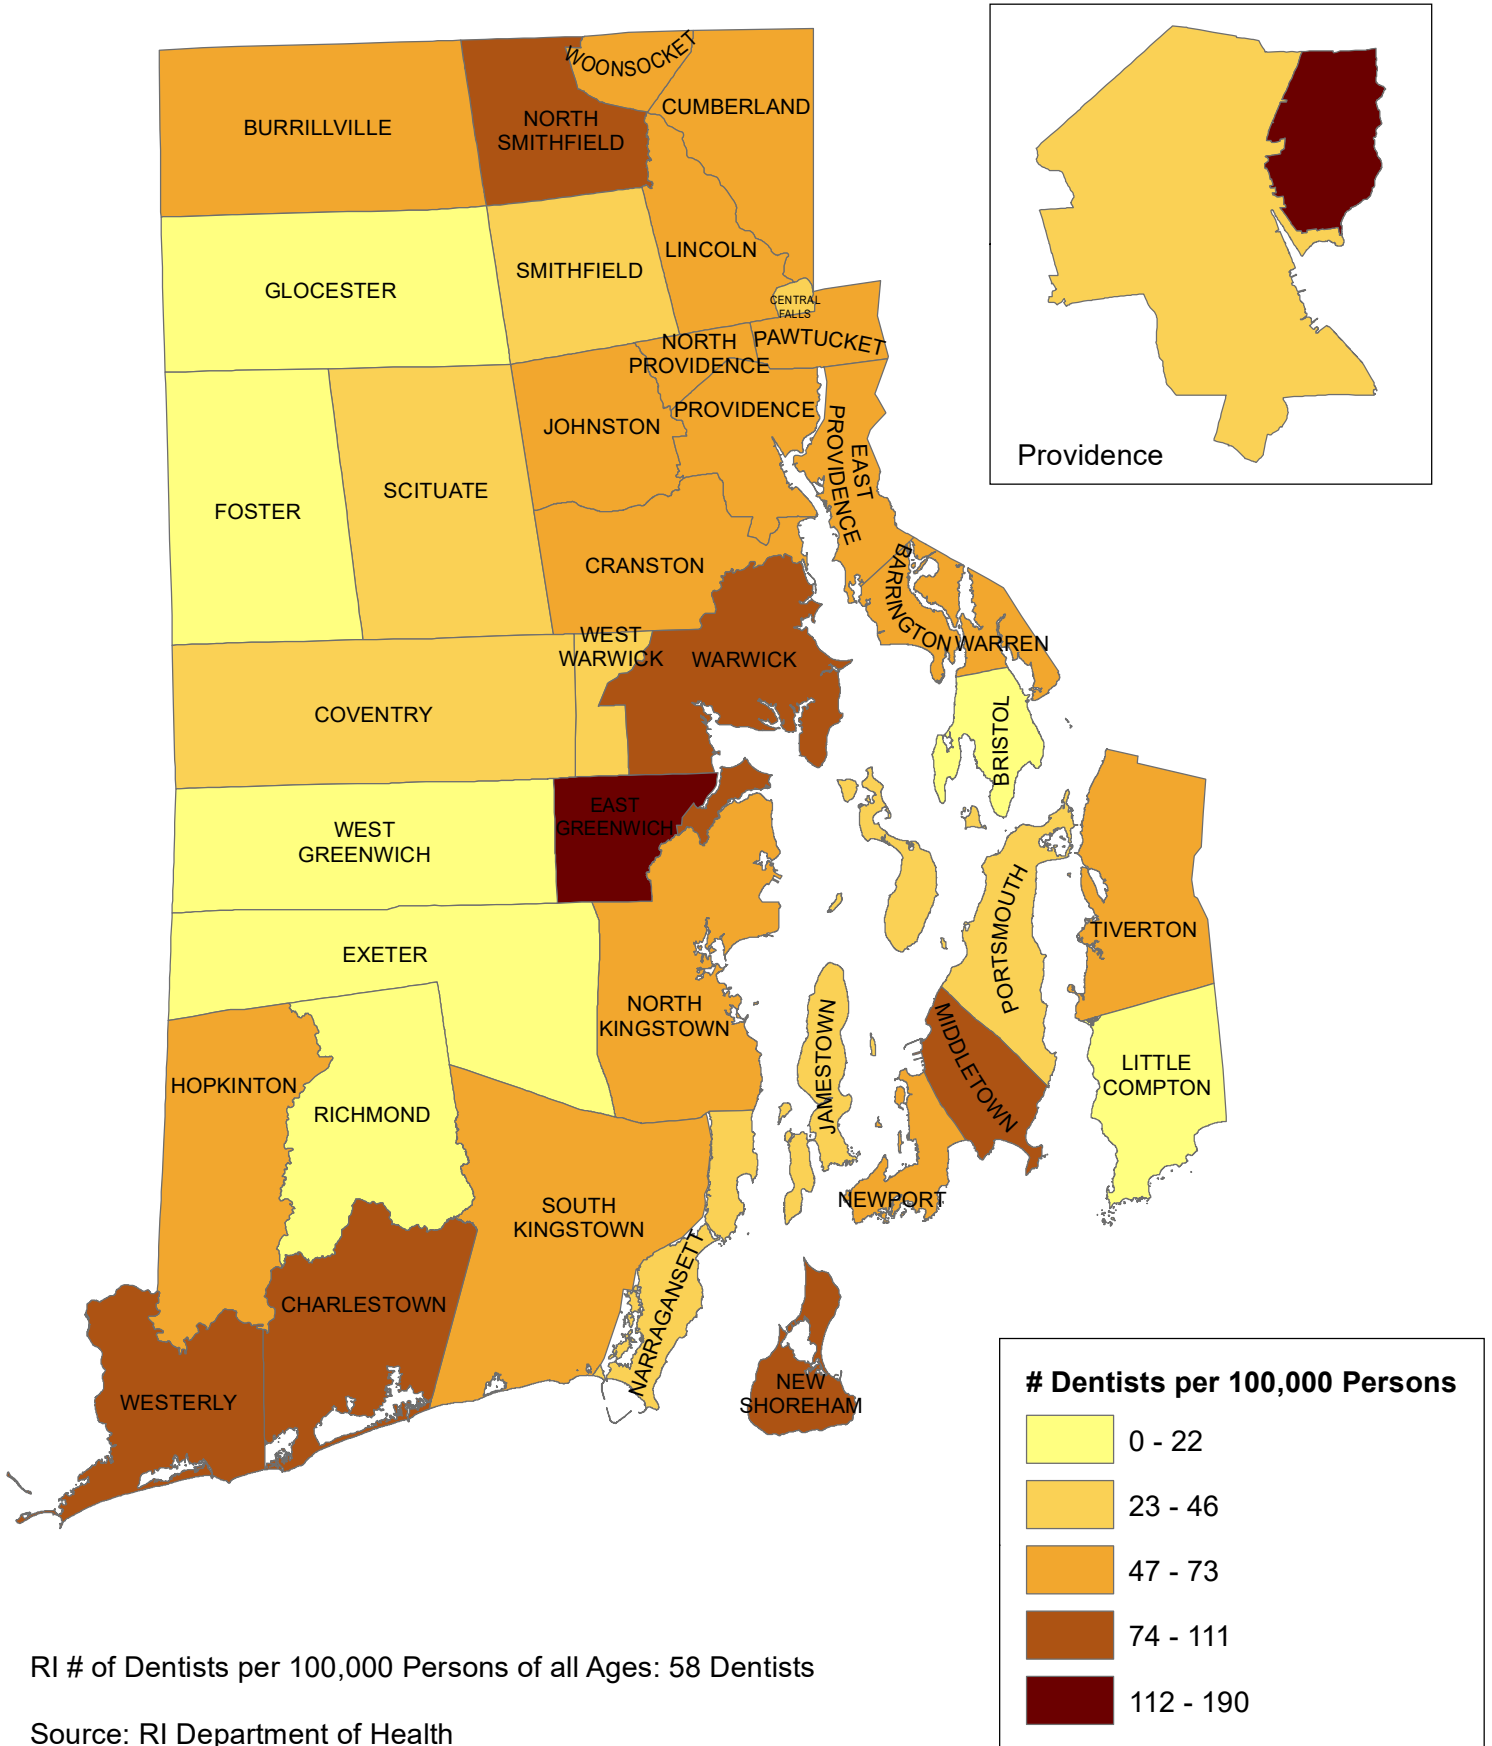 WOONSOCKET
CUMBERLAND
BURRILLVILLE
NORTH
SMITHFIELD
LINCOLN
SMITHFIELD
GLOCESTER
CENTRAL
FALLS
NORTH
PROVIDENCE
PAWTUCKET
PROVIDENCE
JOHNSTON
EAST
PROVIDENCE
Providence
SCITUATE
FOSTER
CRANSTON
BARRINGTON
WARREN
WEST
WARWICK
WARWICK
COVENTRY
BRISTOL
EAST
GREENWICH
WEST
GREENWICH
PORTSMOUTH
TIVERTON
EXETER
NORTH
KINGSTOWN
JAMESTOWN
MIDDLETOWN
LITTLE
COMPTON
HOPKINTON
RICHMOND
NEWPORT
SOUTH
KINGSTOWN
NARRAGANSETT
CHARLESTOWN
WESTERLY
NEW
SHOREHAM
# Dentists per 100,000 Persons
0 - 22
23 - 46
47 - 73
74 - 111
112 - 190
RI # of Dentists per 100,000 Persons of all Ages: 58 Dentists
Source: RI Department of Health